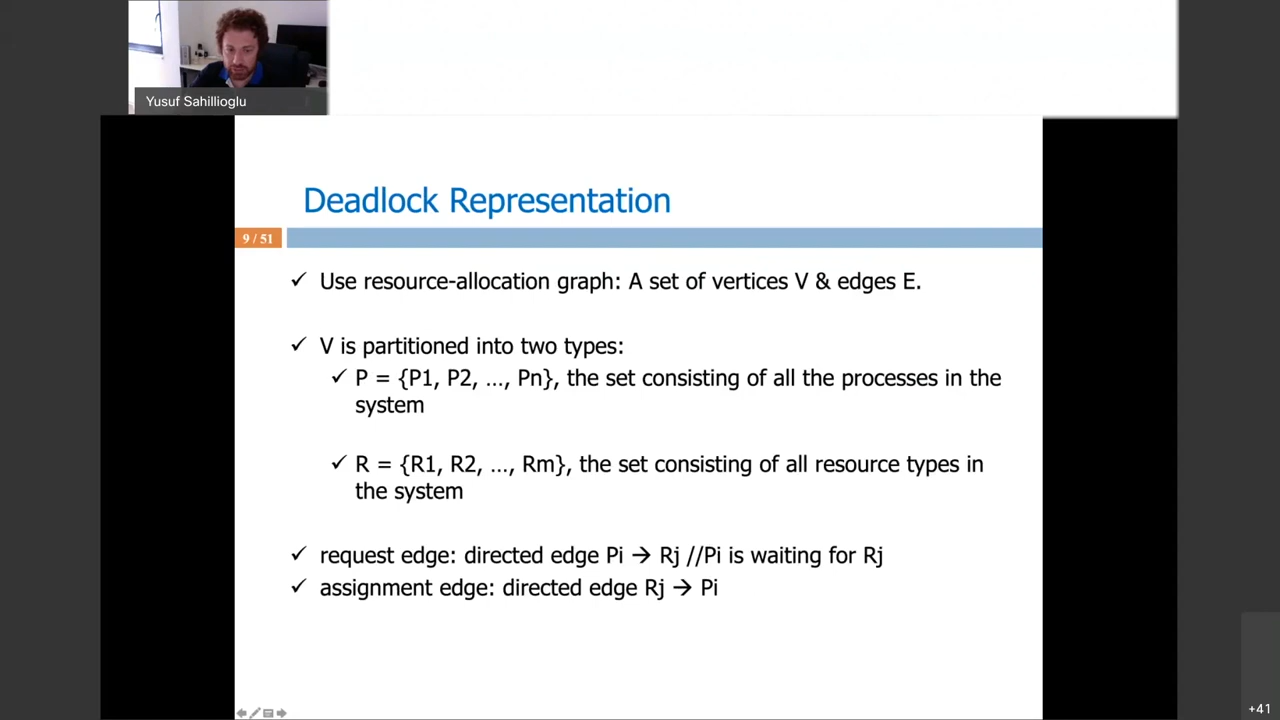 Yusuf Sahillioglu
Deadlock Representation
9 / 51
✓ Use resource-allocation graph: A set of vertices V & edges E.
✓ V is partitioned into two types:
✓ P = {P1, P2, ..., Pn}, the set consisting of all the processes in the
system
✓ R = {R1, R2, ..., Rm}, the set consisting of all resource types in
the system
✓ request edge: directed edge Pi → Rj //Pi is waiting for Rj
✓ assignment edge: directed edge Rj → Pi
+41